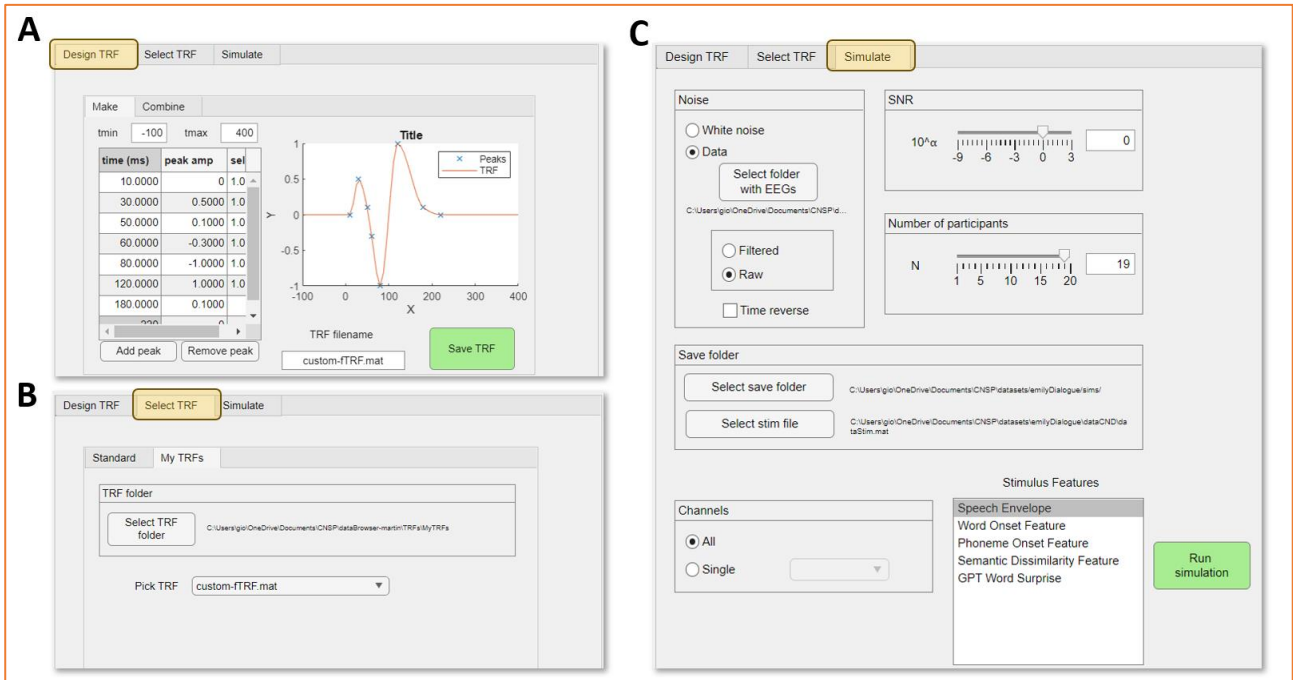 A
Design TRF Select TRF Simulate
Make Combine
tmin -100 tmax 400
time (ms) peak amp sel
10.0000 0 1.0
30.0000 0.5000 1.0
50.0000 0.1000 1.0
60.0000 -0.3000 1.0
80.0000 -1.0000 1.0
120.0000 1.0000 1.0
180.0000 0.1000
220 0
Add peak Remove peak
Title
Peaks
TRF
1
0.5
0
-0.5
-1
Y
-100 0 100 200 300 400
X
TRF filename
custom-fTRF.mat
Save TRF
B
Design TRF Select TRF Simulate
Standard My TRFs
TRF folder
Select TRF
folder
C:\Users\gio\OneDrive\Documents\CNSP\dataBrowser-martin\TRFs\MyTRFs
Pick TRF custom-fTRF.mat
C
Design TRF Select TRF Simulate
Noise
White noise
Data
Select folder
with EEGs
C:\Users\gio\OneDrive\Documents\CNSP\d...
Filtered
Raw
Time reverse
SNR
10^α
-9 -6 -3 0 3
0
Number of participants
N
1 5 10 15 20
19
Save folder
Select save folder
C:\Users\gio\OneDrive\Documents\CNSP\datasets/emilyDialogue/sims/
Select stim file
C:\Users\gio\OneDrive\Documents\CNSP\datasets\emilyDialogue\dataCND\da
taStim.mat
Channels
All
Single
Stimulus Features
Speech Envelope
Word Onset Feature
Phoneme Onset Feature
Semantic Dissimilarity Feature
GPT Word Surprise
Run
simulation